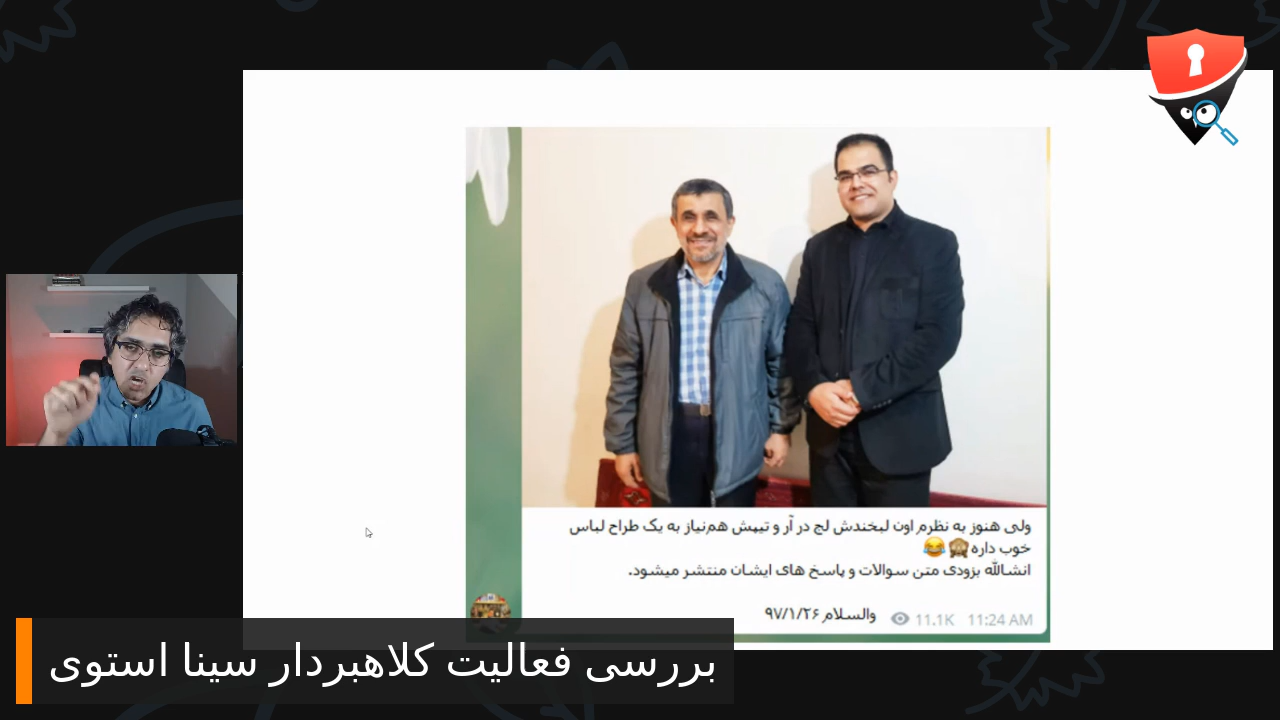 ولی هنوز به نظرم اون لبخندش لج در آر و تیپش هم‌نیاز به یک طراح لباس
خوب داره🙈😂
انشالله بزودی متن سوالات و پاسخ های ایشان منتشر میشود.
والسلام ۹۷/۱/۲۶
11.1K 11:24 AM
بررسی فعالیت کلاهبردار سینا استوی